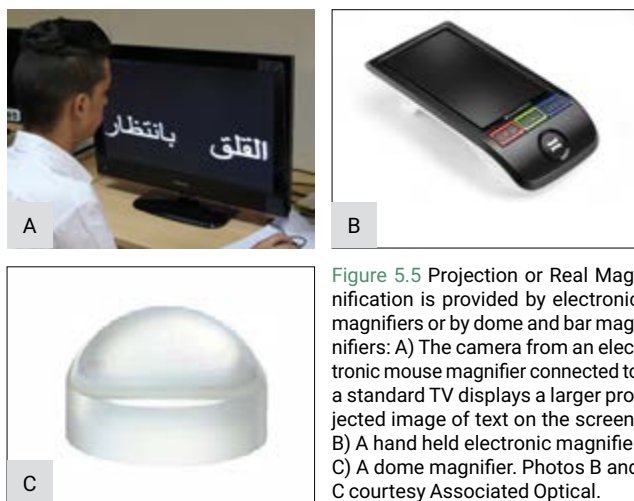 القلق بانتظار
A
B
C
Figure 5.5 Projection or Real Mag
nification is provided by electronic
magnifiers or by dome and bar mag
nifiers: A) The camera from an elec
tronic mouse magnifier connected to
a standard TV displays a larger pro
jected image of text on the screen
B) A hand held electronic magnifie
C) A dome magnifier. Photos B and
C courtesy Associated Optical.